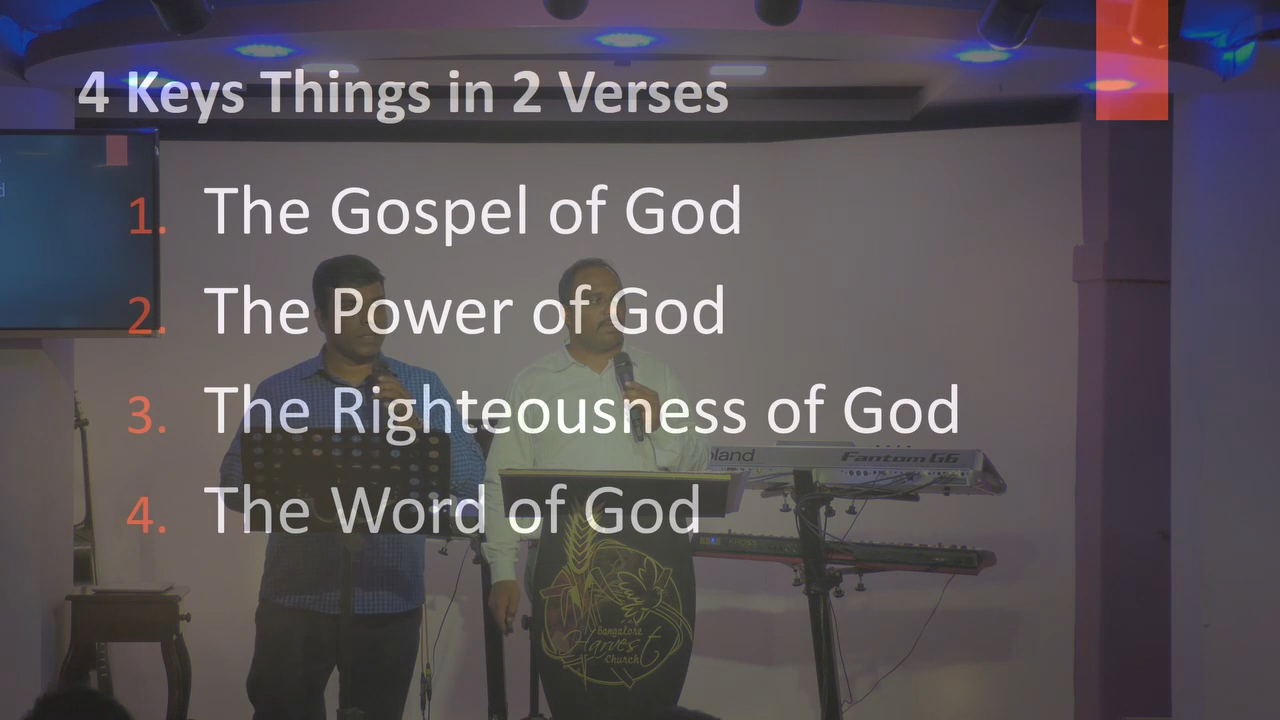 4 Keys Things in 2 Verses
1. The Gospel of God
2. The Power of God
3. The Righteousness of God
4. The Word of God
Fantom G6
Bangalore
Harvest
Church